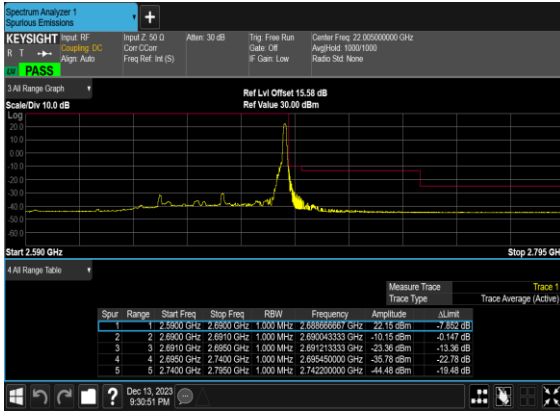 Spectrum Analyzer 1
Spurious Emissions
KEYSIGHT
R T
Input: RF
Coupling: DC
Align: Auto
Input Z: 50 Ω
Corr CCorr
Freq Ref: Int (S)
Atten: 30 dB
Trig: Free Run
Gate: Off
IF Gain: Low
Center Freq: 22.005000000 GHz
Avg|Hold: 1000/1000
Radio Std: None
PASS
3 All Range Graph
Scale/Div 10.0 dB
Ref Lvl Offset 15.58 dB
Ref Value 30.00 dBm
Log
20.0
10.0
0.00
-10.0
-20.0
-30.0
-40.0
-50.0
-60.0
Start 2.590 GHz
Stop 2.795 GH
4 All Range Table
Measure Trace Trace 1
Trace Type Trace Average (Active)
Spur Range Start Freq Stop Freq RBW Frequency Amplitude ΔLimit
1 1 2.5900 GHz 2.6900 GHz 1.000 MHz 2.688666667 GHz 22.15 dBm -7.852 dB
2 2 2.6900 GHz 2.6910 GHz 1.000 MHz 2.690043333 GHz -10.15 dBm -0.147 dB
3 3 2.6910 GHz 2.6950 GHz 1.000 MHz 2.691213333 GHz -23.36 dBm -13.36 dB
4 4 2.6950 GHz 2.7400 GHz 1.000 MHz 2.695450000 GHz -35.78 dBm -22.78 dB
5 5 2.7400 GHz 2.7950 GHz 1.000 MHz 2.742200000 GHz -44.48 dBm -19.48 dB
Dec 13, 2023
9:30:51 PM